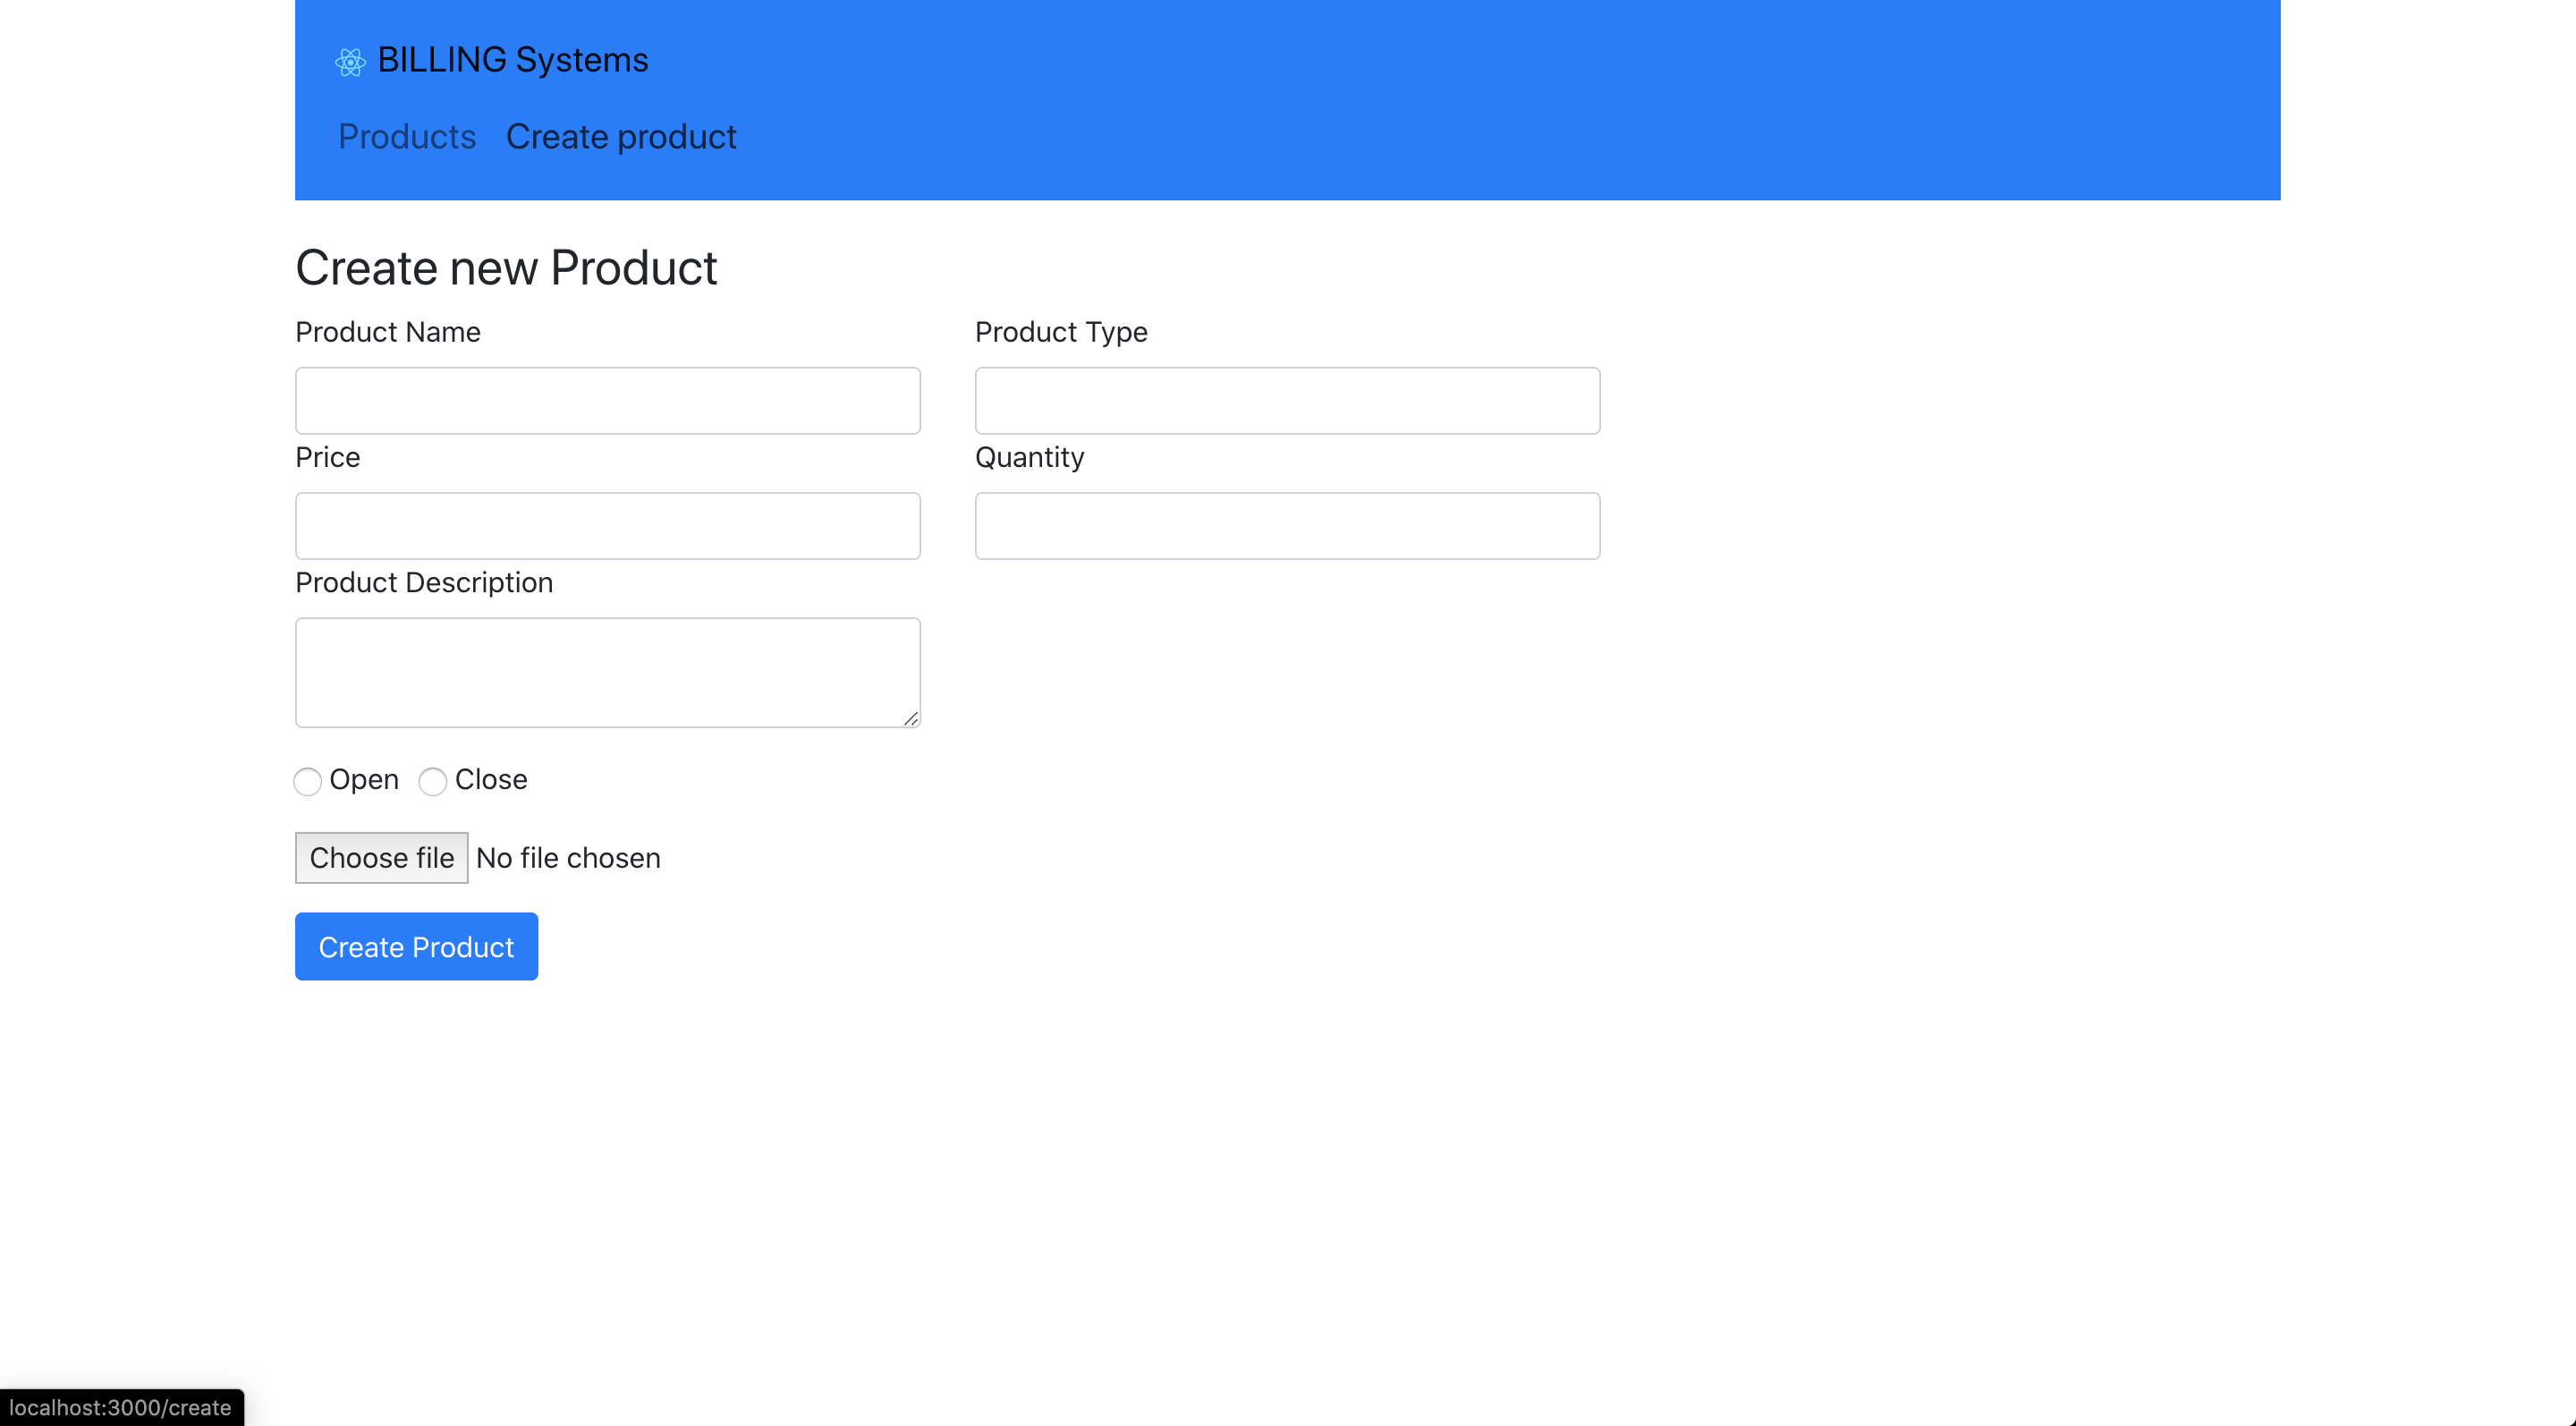 BILLING Systems
Products Create product
Create new Product
Product Name Product Type
Price Quantity
Product Description
Open Close
Choose file No file chosen
Create Product
localhost:3000/create